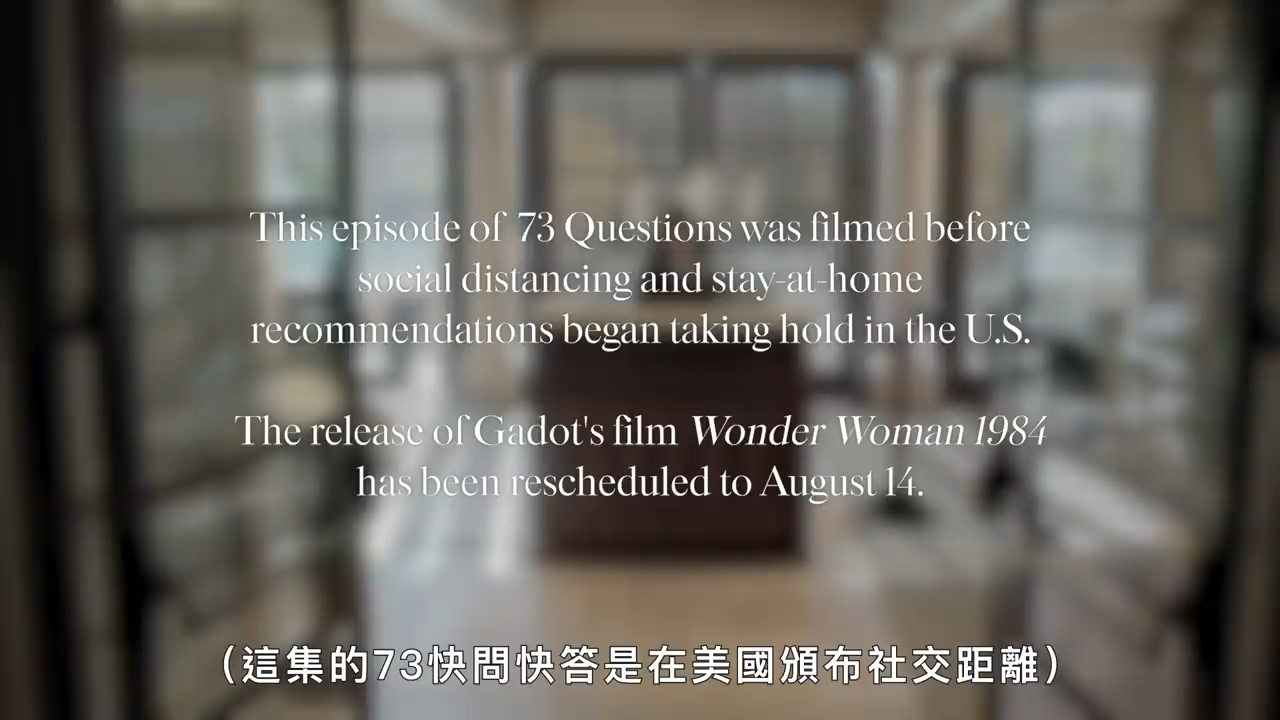 This episode of 73 Questions was filmed before
social distancing and stay-at-home
recommendations began taking hold in the U.S.
The release of Gadot's film Wonder Woman 1984
has been rescheduled to August 14.
（這集的73快問快答是在美國頒布社交距離）